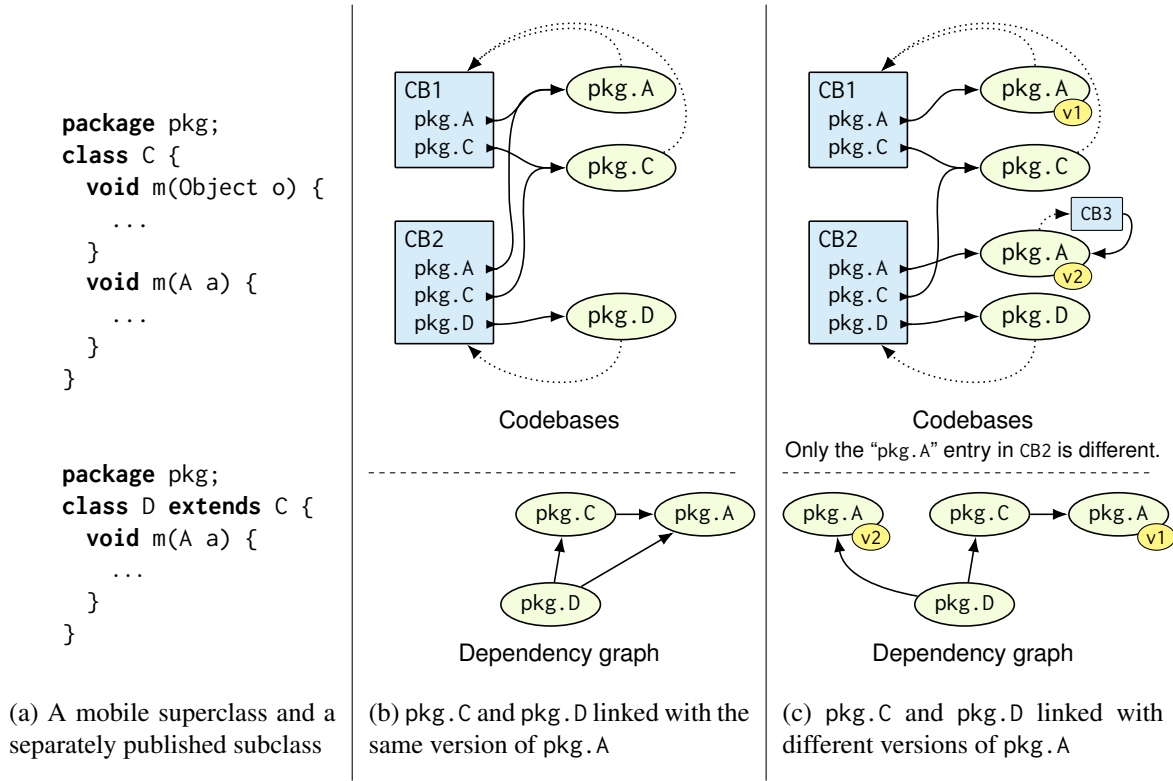 package pkg;
class C {
void m(Object o) {
...
}
void m(A a) {
...
}
}
package pkg;
class D extends C {
void m(A a) {
...
}
}
(a) A mobile superclass and a
separately published subclass
CB1
pkg.A
pkg.C
CB2
pkg.A
pkg.C
pkg.D
pkg.A
pkg.C
pkg.D
Codebases
pkg.C
pkg.A
pkg.D
Dependency graph
(b) pkg.C and pkg.D linked with the
same version of pkg.A
CB1
pkg.A
pkg.C
CB2
pkg.A
pkg.C
pkg.D
pkg.A
v1
pkg.C
CB3
pkg.A
v2
pkg.D
Codebases
Only the “pkg.A” entry in CB2 is different.
pkg.A
v2
pkg.C
pkg.A
v1
pkg.D
Dependency graph
(c) pkg.C and pkg.D linked with
different versions of pkg.A